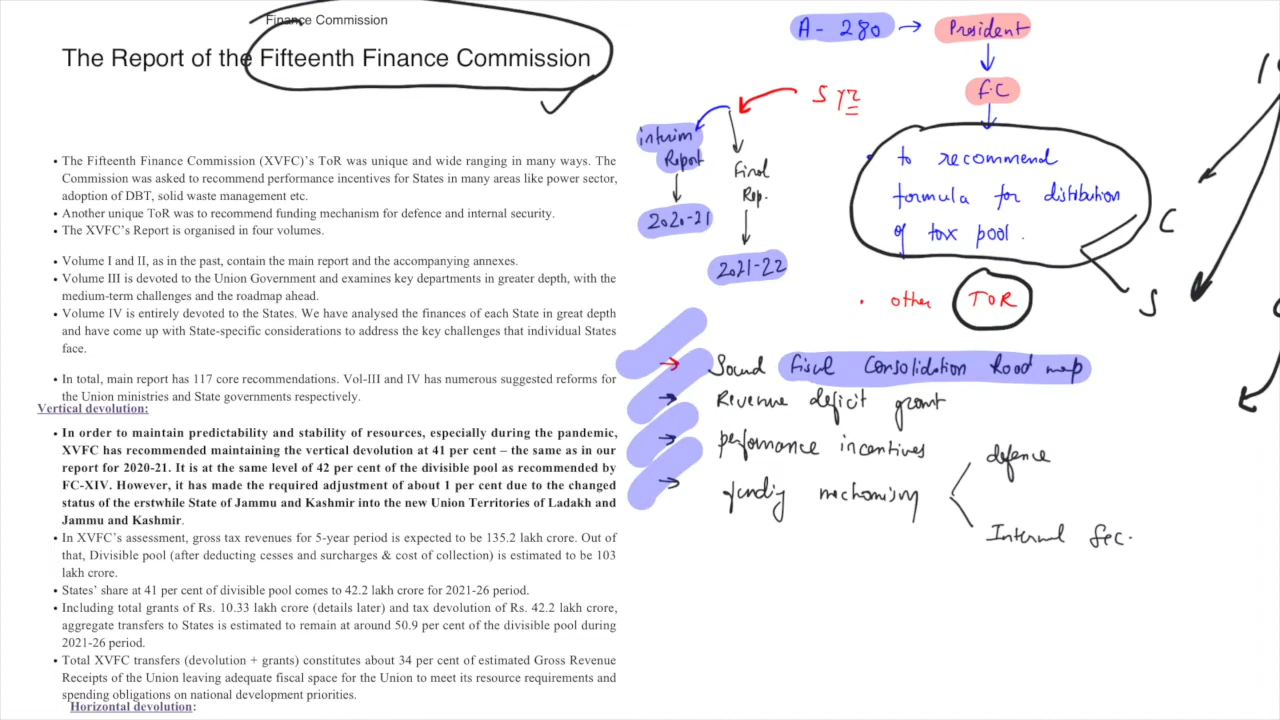 Finance Commission
The Report of the Fifteenth Finance Commission
• The Fifteenth Finance Commission (XVFC)'s ToR was unique and wide ranging in many ways. The
Commission was asked to recommend performance incentives for States in many areas like power sector,
adoption of DBT, solid waste management etc.
• Another unique ToR was to recommend funding mechanism for defence and internal security.
• The XVFC's Report is organised in four volumes.
• Volume I and II, as in the past, contain the main report and the accompanying annexes.
• Volume III is devoted to the Union Government and examines key departments in greater depth, with the
medium-term challenges and the roadmap ahead.
• Volume IV is entirely devoted to the States. We have analysed the finances of each State in great depth
and have come up with State-specific considerations to address the key challenges that individual States
face.
• In total, main report has 117 core recommendations. Vol-III and IV has numerous suggested reforms for
the Union ministries and State governments respectively.
Vertical devolution:
• In order to maintain predictability and stability of resources, especially during the pandemic,
XVFC has recommended maintaining the vertical devolution at 41 per cent – the same as in our
report for 2020-21. It is at the same level of 42 per cent of the divisible pool as recommended by
FC-XIV. However, it has made the required adjustment of about 1 per cent due to the changed
status of the erstwhile State of Jammu and Kashmir into the new Union Territories of Ladakh and
Jammu and Kashmir.
• In XVFC's assessment, gross tax revenues for 5-year period is expected to be 135.2 lakh crore. Out of
that, Divisible pool (after deducting cesses and surcharges & cost of collection) is estimated to be 103
lakh crore.
• States' share at 41 per cent of divisible pool comes to 42.2 lakh crore for 2021-26 period.
• Including total grants of Rs. 10.33 lakh crore (details later) and tax devolution of Rs. 42.2 lakh crore,
aggregate transfers to States is estimated to remain at around 50.9 per cent of the divisible pool during
2021-26 period.
• Total XVFC transfers (devolution + grants) constitutes about 34 per cent of estimated Gross Revenue
Receipts of the Union leaving adequate fiscal space for the Union to meet its resource requirements and
spending obligations on national development priorities.
Horizontal devolution:
A- 280 → President
F.C
5 yr
interim
Report
2020-21
Final
Rep.
2021-22
• to recommend
formula for distribution
of tax pool.
C
S
• other TOR
→ Sound fiscal Consolidation Road map
→ Revenue deficit grant
→ performance incentives
→ funding mechanism
defence
Internal Sec.